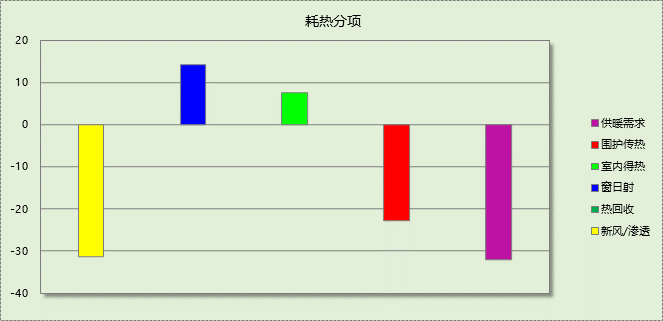 耗热分项
20
10
0
-10
-20
-30
-40
供暖需求
围护传热
室内得热
窗日射
热回收
新风/渗透